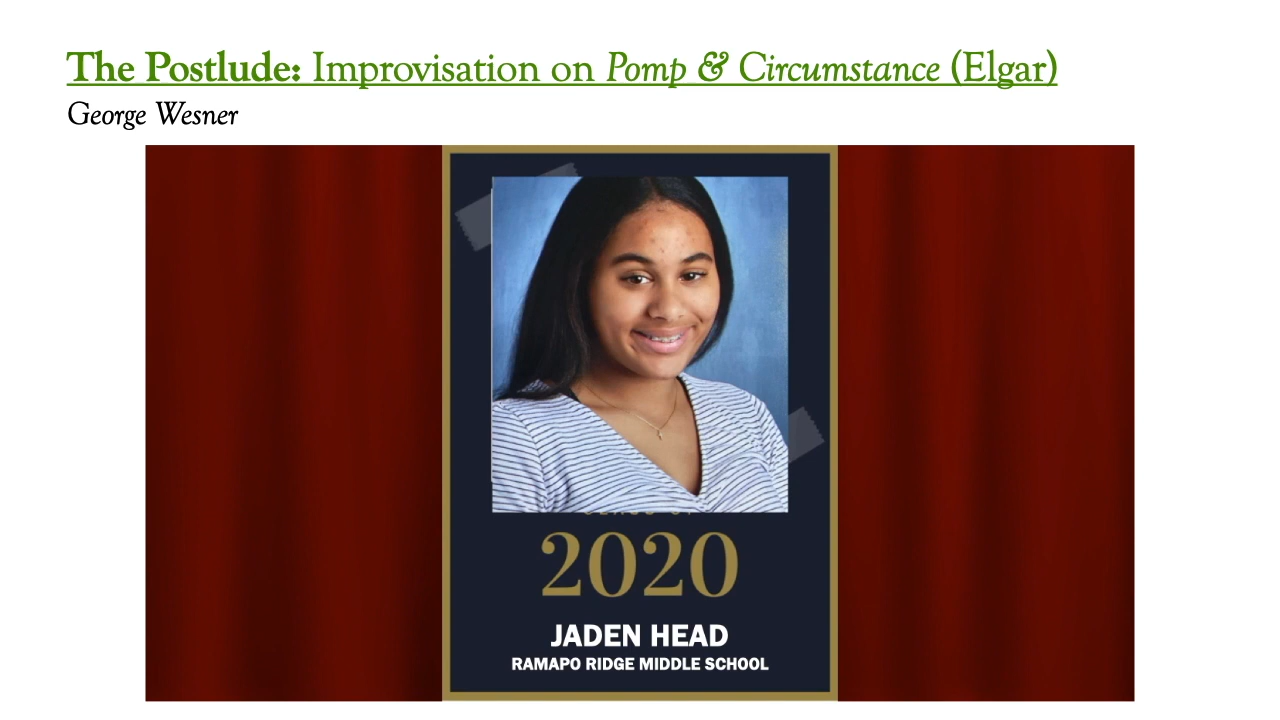 The Postlude: Improvisation on Pomp & Circumstance (Elgar)
George Wesner
2020
JADEN HEAD
RAMAPO RIDGE MIDDLE SCHOOL